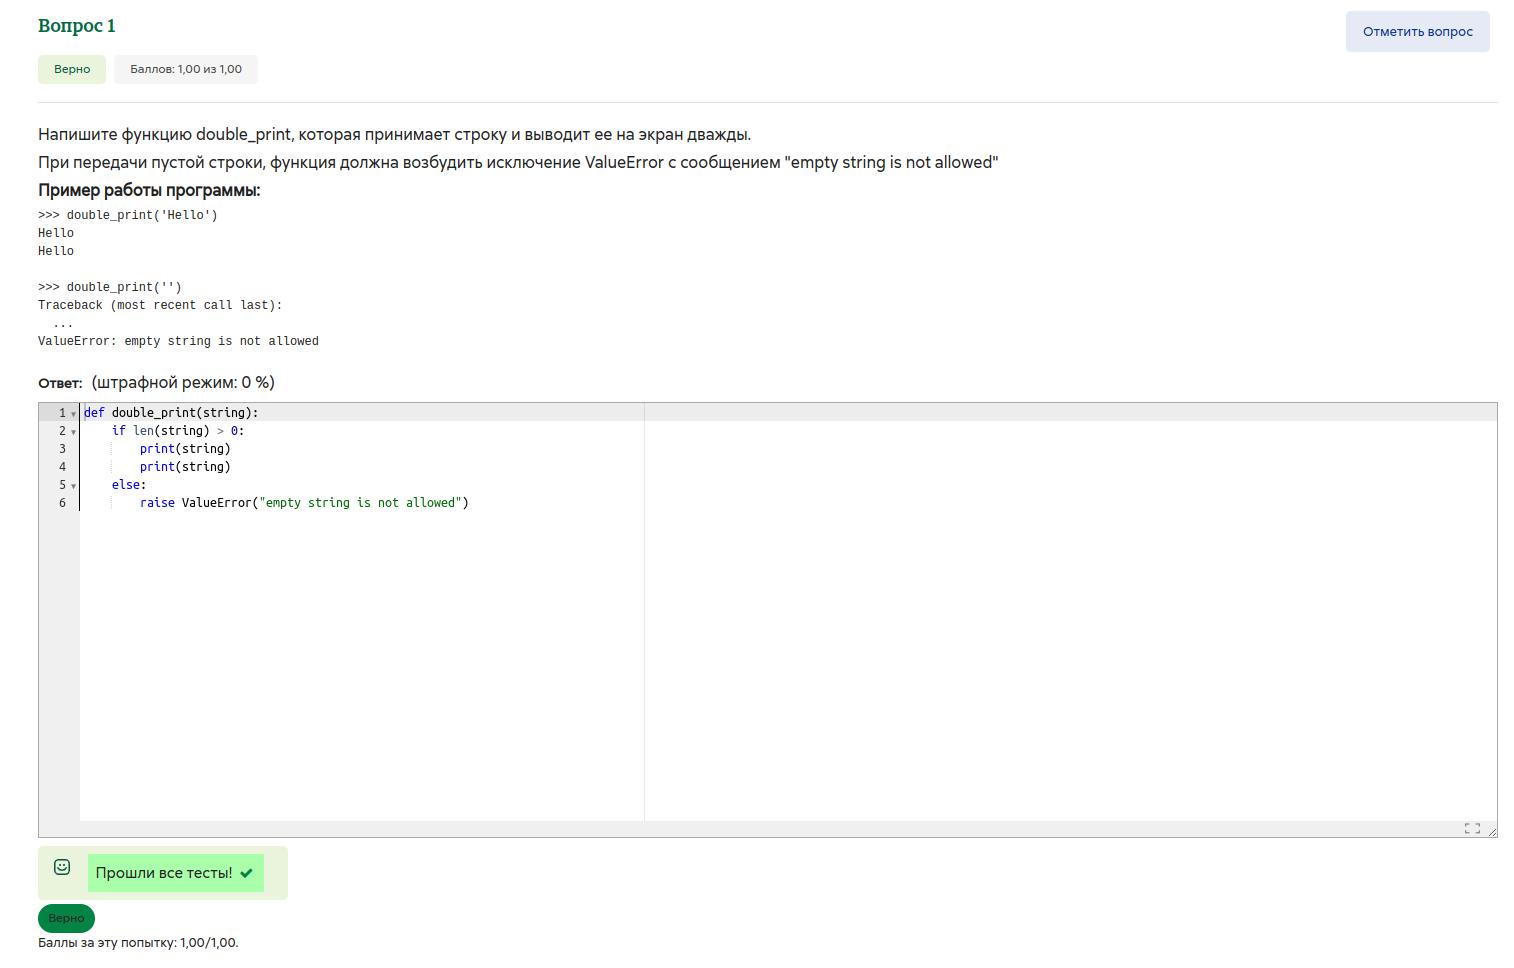 Вопрос 1
Отметить вопрос
Верно
Баллов: 1,00 из 1,00
Напишите функцию double_print, которая принимает строку и выводит ее на экран дважды.
При передачи пустой строки, функция должна возбудить исключение ValueError с сообщением "empty string is not allowed"
Пример работы программы:
>>> double_print('Hello')
Hello
Hello
>>> double_print('')
Traceback (most recent call last):
  ...
ValueError: empty string is not allowed
Ответ: (штрафной режим: 0 %)
1 def double_print(string):
2     if len(string) > 0:
3         print(string)
4         print(string)
5     else:
6         raise ValueError("empty string is not allowed")
Прошли все тесты!
Верно
Баллы за эту попытку: 1,00/1,00.